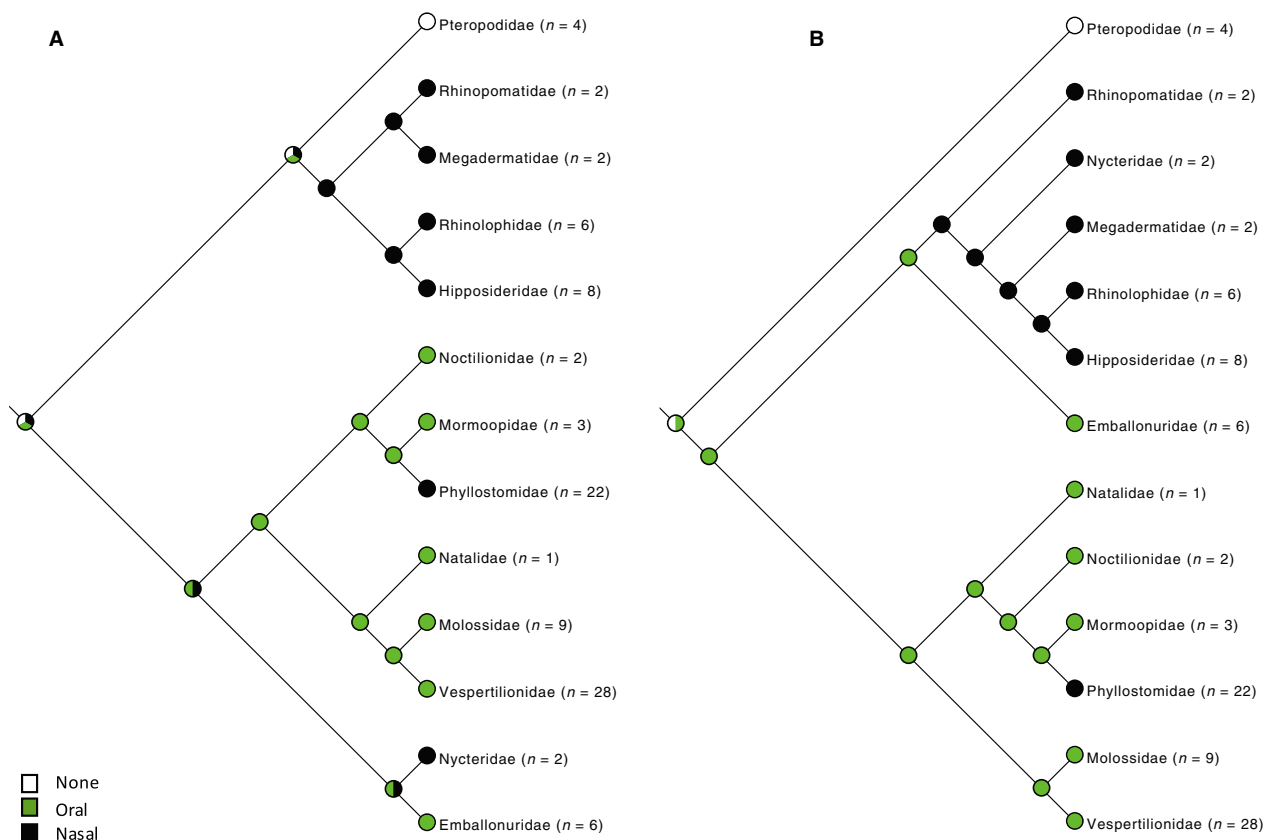 A
Pteropodidae (n = 4)
Rhinopomatidae (n = 2)
Megadermatidae (n = 2)
Rhinolophidae (n = 6)
Hipposideridae (n = 8)
Noctilionidae (n = 2)
Mormoopidae (n = 3)
Phyllostomidae (n = 22)
Natalidae (n = 1)
Molossidae (n = 9)
Vespertilionidae (n = 28)
Nycteridae (n = 2)
Emballonuridae (n = 6)
None
Oral
Nasal
B
Pteropodidae (n = 4)
Rhinopomatidae (n = 2)
Nycteridae (n = 2)
Megadermatidae (n = 2)
Rhinolophidae (n = 6)
Hipposideridae (n = 8)
Emballonuridae (n = 6)
Natalidae (n = 1)
Noctilionidae (n = 2)
Mormoopidae (n = 3)
Phyllostomidae (n = 22)
Molossidae (n = 9)
Vespertilionidae (n = 28)